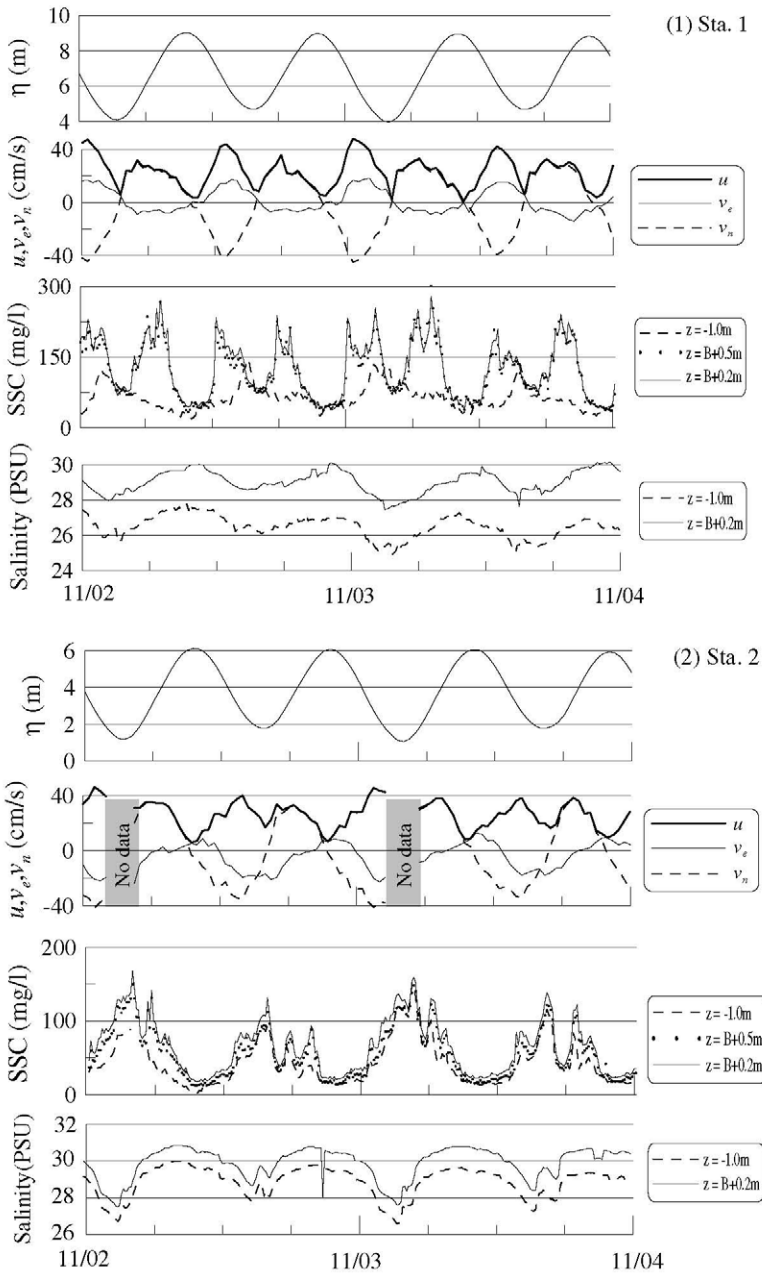 (1) Sta. 1
η (m)
10
8
6
4
u,vₑ,vₙ (cm/s)
40
0
-40
u
vₑ
vₙ
SSC (mg/l)
300
150
0
z = -1.0m
z = B+0.5m
z = B+0.2m
Salinity (PSU)
30
28
26
24
z = -1.0m
z = B+0.2m
11/02 11/03 11/04
(2) Sta. 2
η (m)
6
4
2
0
u,vₑ,vₙ (cm/s)
40
0
-40
No data
No data
u
vₑ
vₙ
SSC (mg/l)
200
100
0
z = -1.0m
z = B+0.5m
z = B+0.2m
Salinity(PSU)
32
30
28
26
z = -1.0m
z = B+0.2m
11/02 11/03 11/04